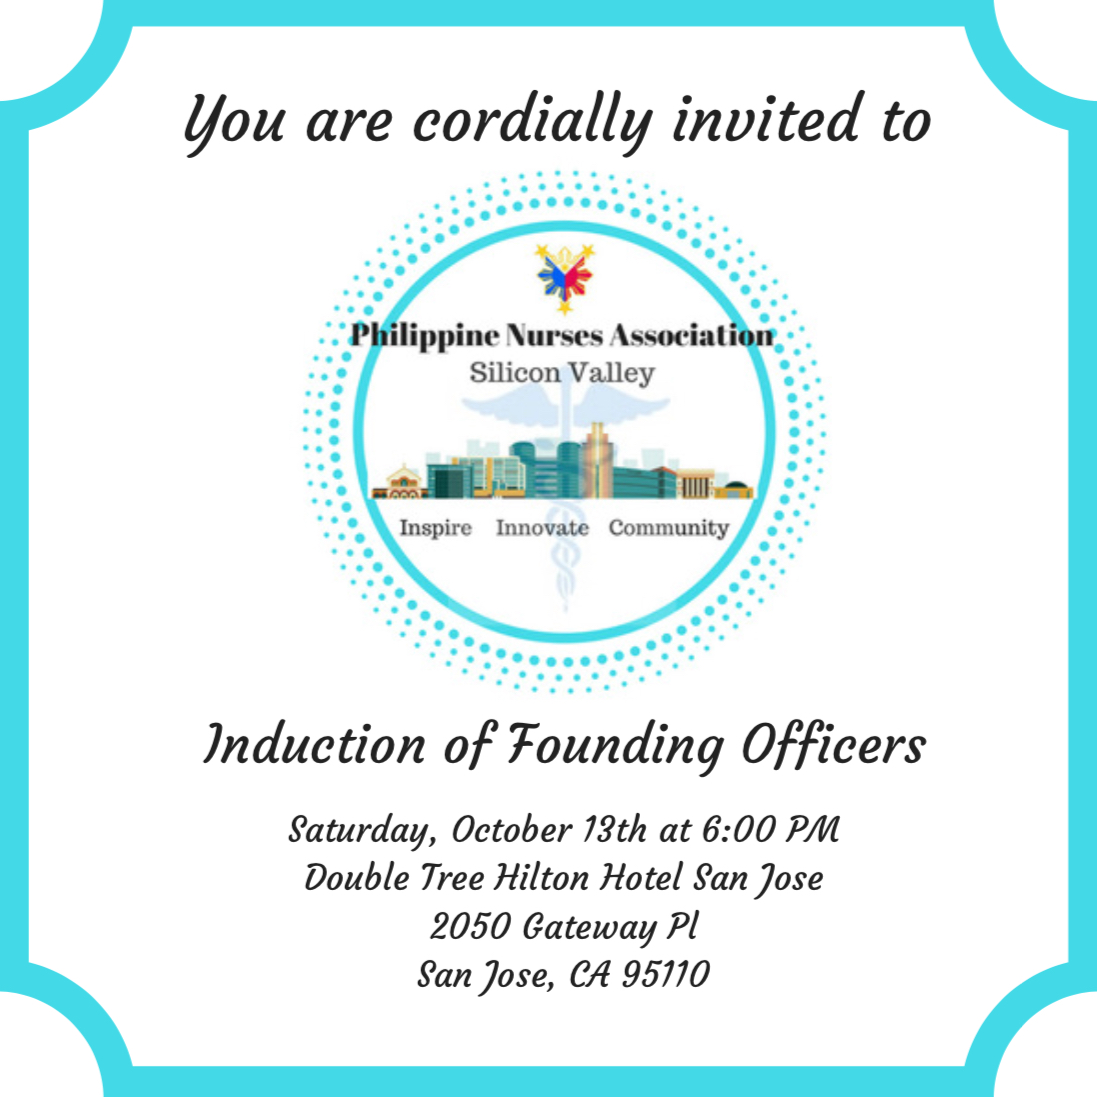 You are cordially invited to
Philippine Nurses Association
Silicon Valley
Inspire Innovate Community
Induction of Founding Officers
Saturday, October 13th at 6:00 PM
Double Tree Hilton Hotel San Jose
2050 Gateway Pl
San Jose, CA 95110